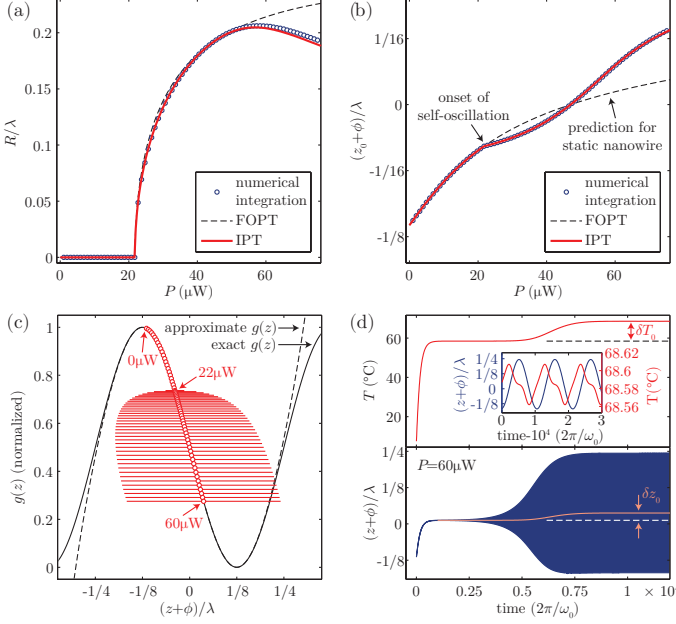 (a)
R/λ
0.2
0.15
0.1
0.05
0
numerical
integration
FOPT
IPT
0
20
40
60
P (μW)
(b)
(z₀+ϕ)/λ
1/16
0
-1/16
-1/8
onset of
self-oscillation
prediction for
static nanowire
numerical
integration
FOPT
IPT
0
20
40
60
P (μW)
(c)
g(z) (normalized)
1
0.8
0.6
0.4
0.2
0
approximate g(z)
exact g(z)
0μW
22μW
60μW
-1/4
-1/8
0
1/8
1/4
(z+ϕ)/λ
(d)
T (°C)
60
40
20
δT₀
(z+ϕ)/λ
1/4
1/8
0
-1/8
68.62
68.6
68.58
68.56
T (°C)
0
1
2
3
time-10⁴ (2π/ω₀)
P=60μW
(z+ϕ)/λ
1/4
1/8
0
-1/8
δz₀
0
0.25
0.5
0.75
1 × 10
time (2π/ω₀)